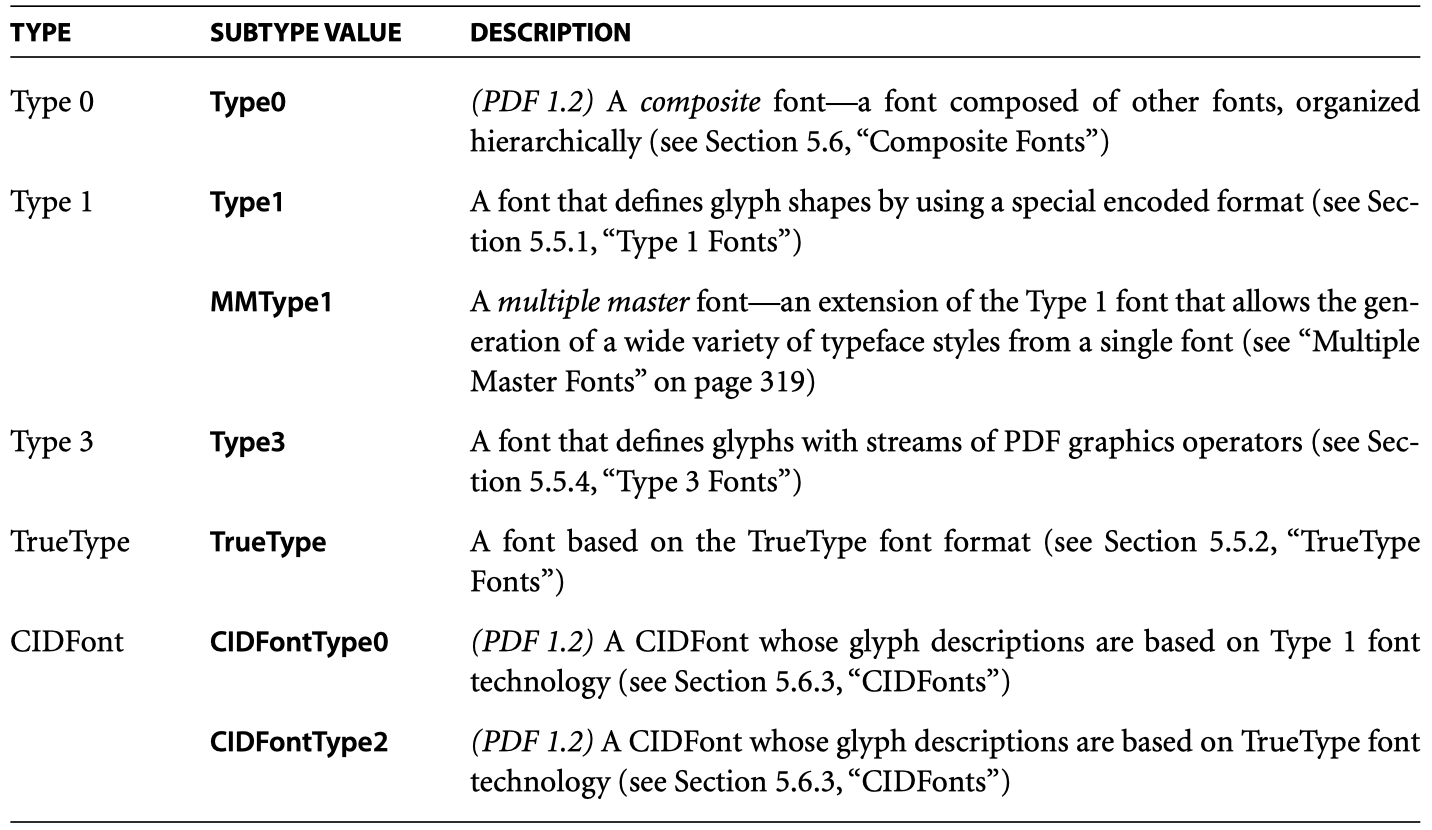 TYPE SUBTYPE VALUE DESCRIPTION
Type 0 Type0 (PDF 1.2) A composite font—a font composed of other fonts, organized
hierarchically (see Section 5.6, “Composite Fonts”)
Type 1 Type1 A font that defines glyph shapes by using a special encoded format (see Sec-
tion 5.5.1, “Type 1 Fonts”)
MMType1 A multiple master font—an extension of the Type 1 font that allows the gen-
eration of a wide variety of typeface styles from a single font (see “Multiple
Master Fonts” on page 319)
Type 3 Type3 A font that defines glyphs with streams of PDF graphics operators (see Sec-
tion 5.5.4, “Type 3 Fonts”)
TrueType TrueType A font based on the TrueType font format (see Section 5.5.2, “TrueType
Fonts”)
CIDFont CIDFontType0 (PDF 1.2) A CIDFont whose glyph descriptions are based on Type 1 font
technology (see Section 5.6.3, “CIDFonts”)
CIDFontType2 (PDF 1.2) A CIDFont whose glyph descriptions are based on TrueType font
technology (see Section 5.6.3, “CIDFonts”)